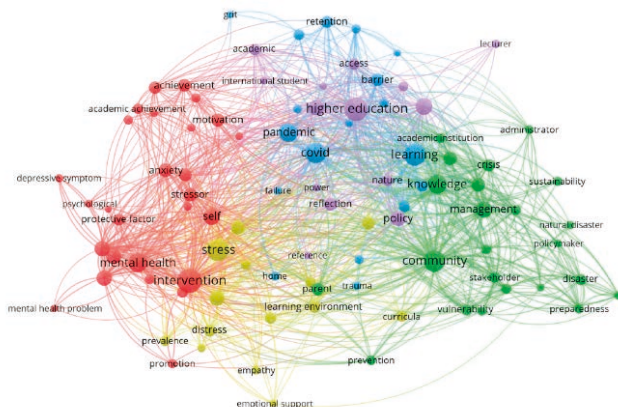 gut
retention
lecturer
academic
access
international student
barrier
achievement
higher education
academic achievement
motivation
pandemic
academic institution
administrator
covid
learning
crisis
anxiety
depressive symptom
stressor
failure
power
nature
knowledge
sustainability
psychological
protective factor
self
reflection
policy
management
natural disaster
stress
policymaker
mental health
reference
community
intervention
home
trauma
stakeholder
disaster
parent
mental health problem
learning environment
curricula
vulnerability
preparedness
distress
prevalence
promotion
empathy
prevention
emotional support